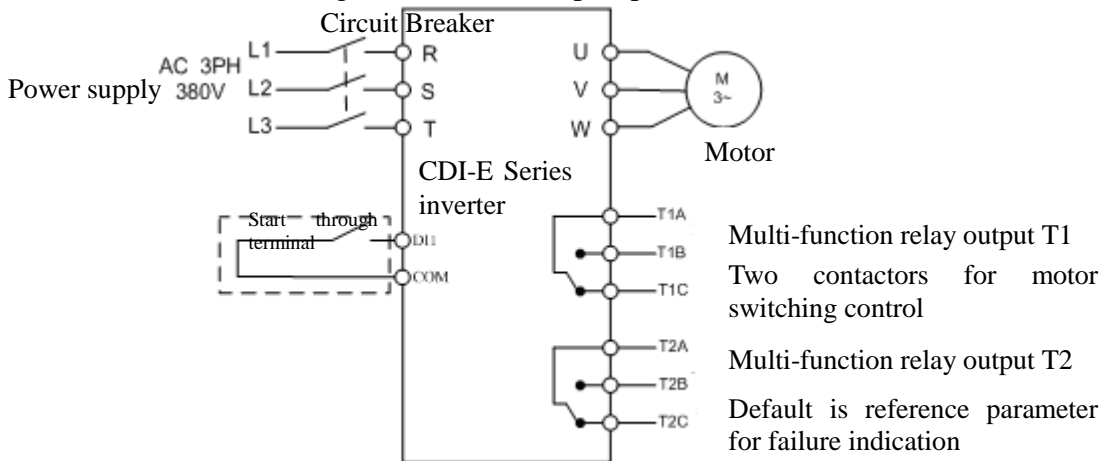 Circuit Breaker
L1
R
U
AC 3PH
380V
Power supply
L2
S
V
M
3~
L3
T
W
Motor
CDI-E Series
inverter
Start through
terminal
DI1
COM
T1A
T1B
T1C
Multi-function relay output T1
Two contactors for motor
switching control
T2A
T2B
T2C
Multi-function relay output T2
Default is reference parameter
for failure indication